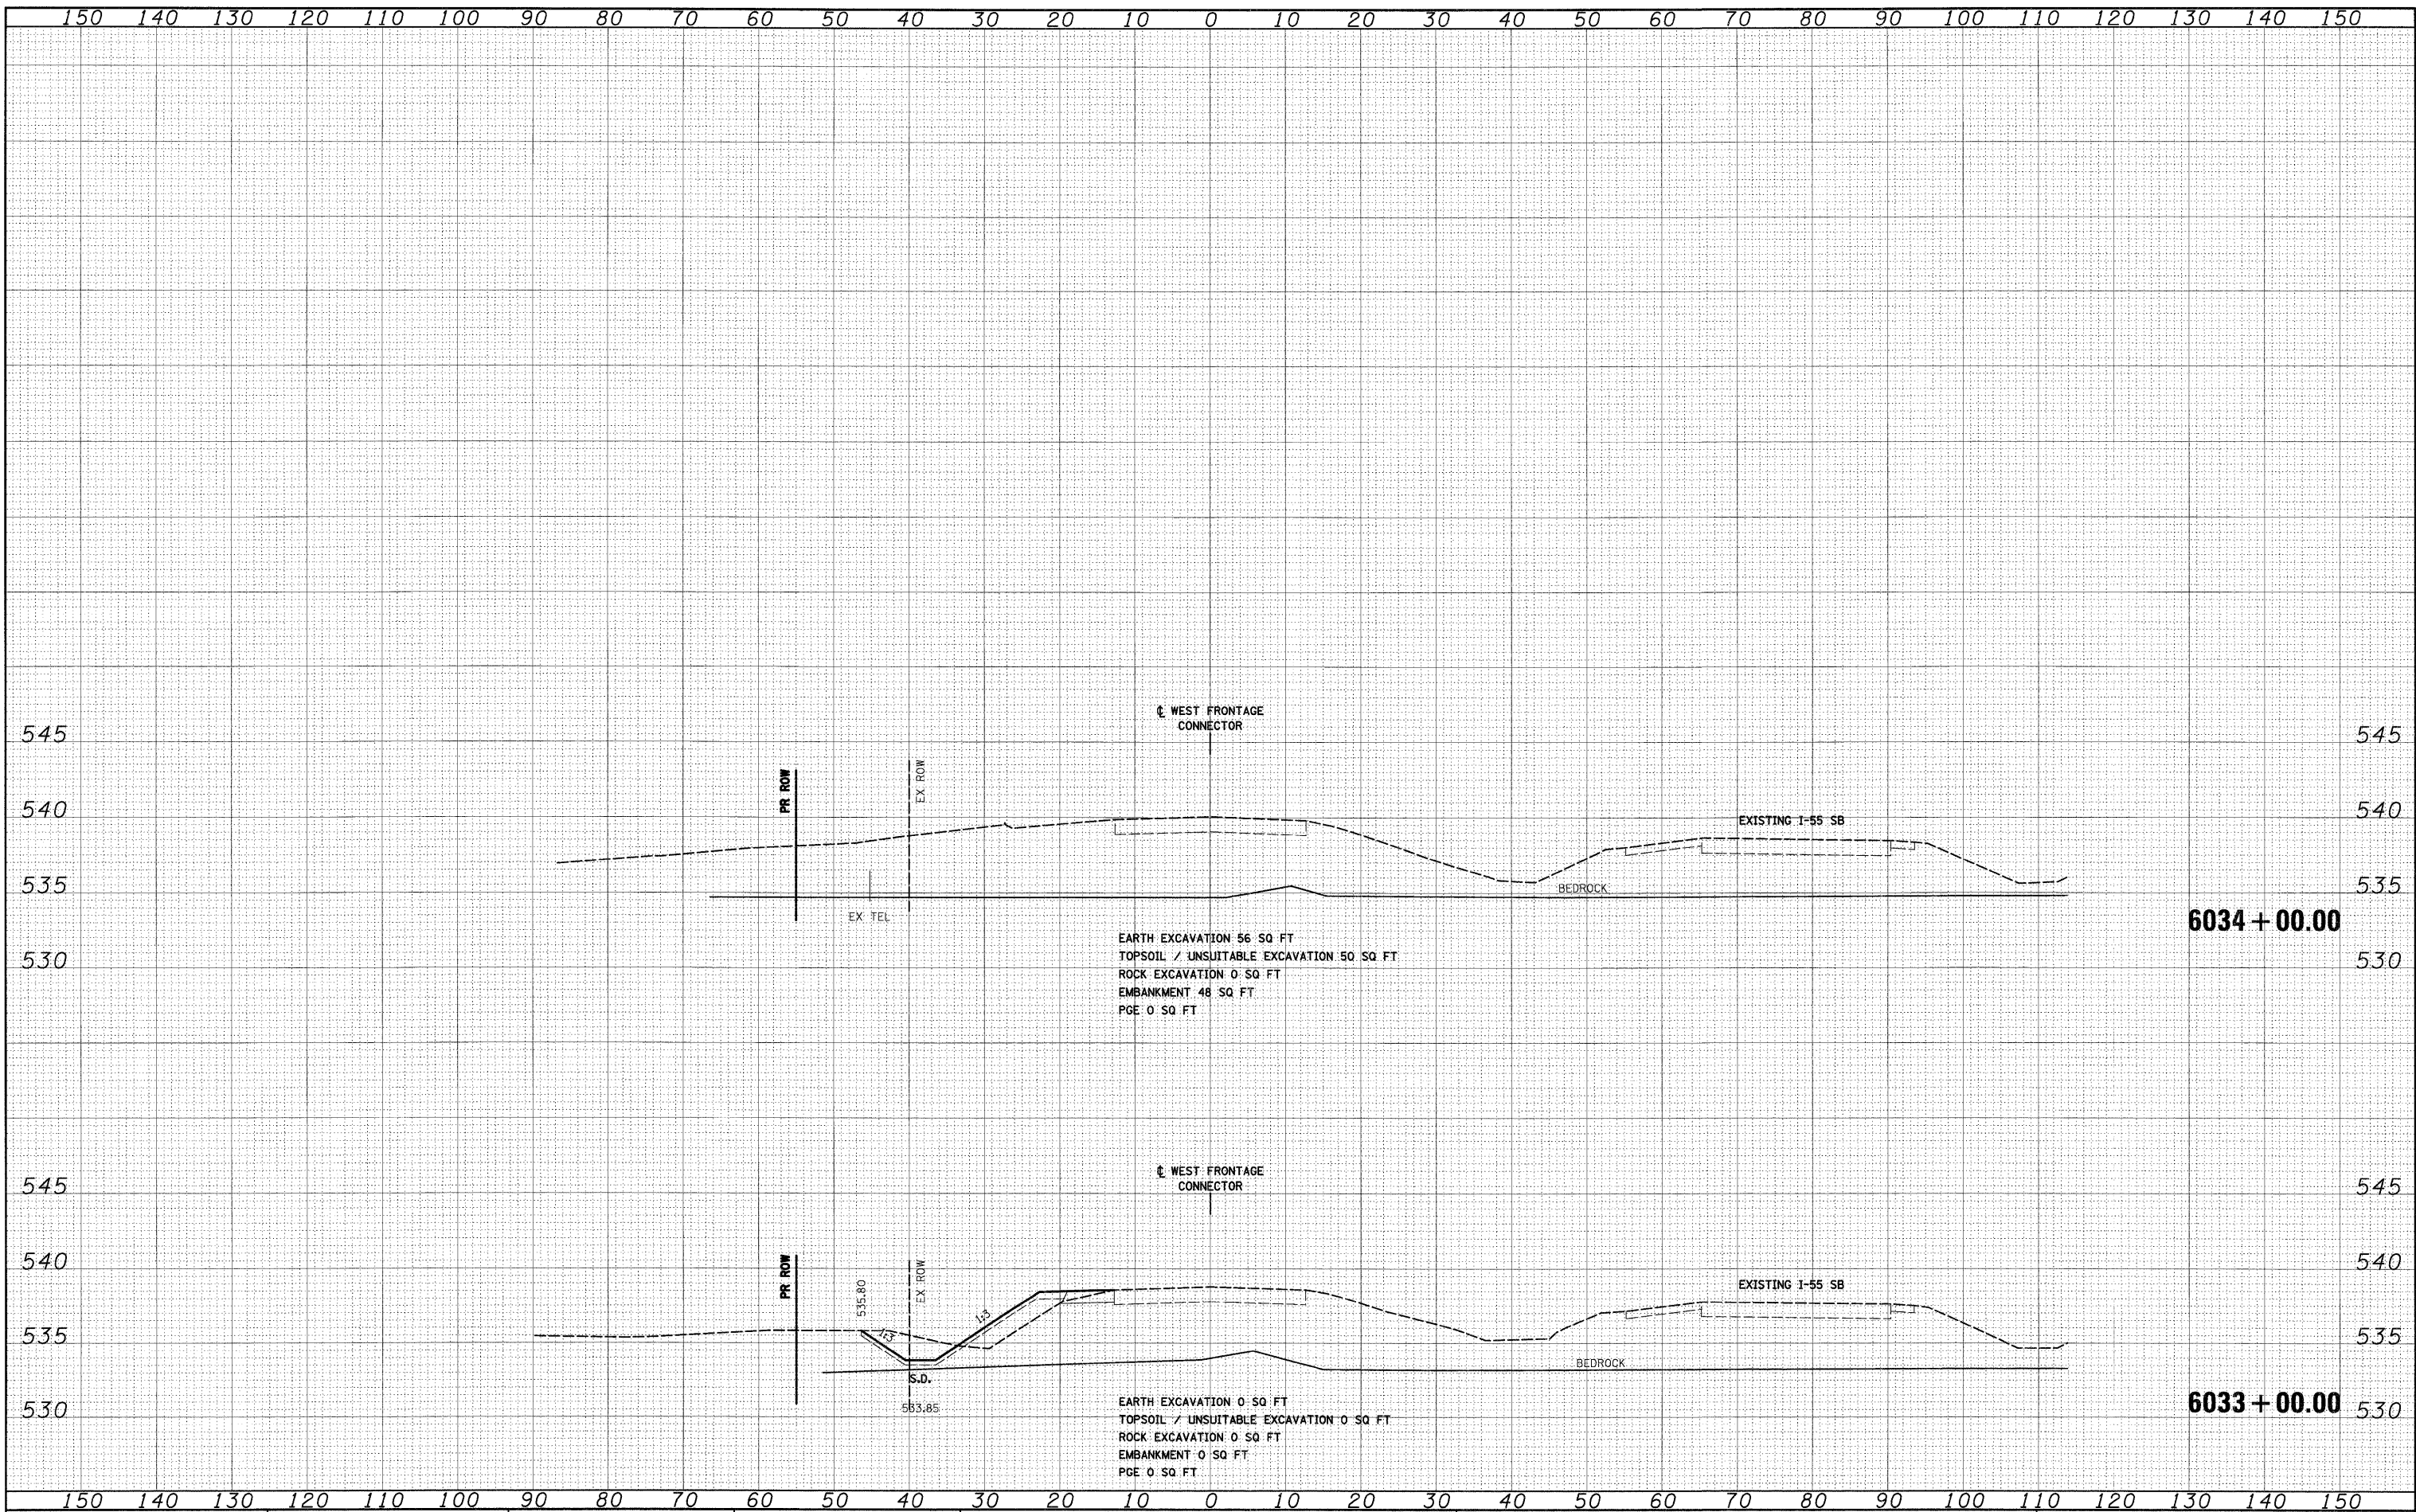 150 140 130 120 110 100 90 80 70 60 50 40 30 20 10 0 10 20 30 40 50 60 70 80 90 100 110 120 130 140 150
℄ WEST FRONTAGE
CONNECTOR
545 545
PR ROW
EX ROW
540 540
EXISTING I-55 SB
535 535
BEDROCK
EX TEL
6034+00.00
EARTH EXCAVATION 56 SQ FT
TOPSOIL / UNSUITABLE EXCAVATION 50 SQ FT
530 530
ROCK EXCAVATION 0 SQ FT
EMBANKMENT 48 SQ FT
PGE 0 SQ FT
℄ WEST FRONTAGE
CONNECTOR
545 545
540 540
PR ROW
535.80
EX ROW
EXISTING I-55 SB
1:3
1:3
535 535
BEDROCK
S.D.
533.85
6033+00.00
530 530
EARTH EXCAVATION 0 SQ FT
TOPSOIL / UNSUITABLE EXCAVATION 0 SQ FT
ROCK EXCAVATION 0 SQ FT
EMBANKMENT 0 SQ FT
PGE 0 SQ FT
150 140 130 120 110 100 90 80 70 60 50 40 30 20 10 0 10 20 30 40 50 60 70 80 90 100 110 120 130 140 150